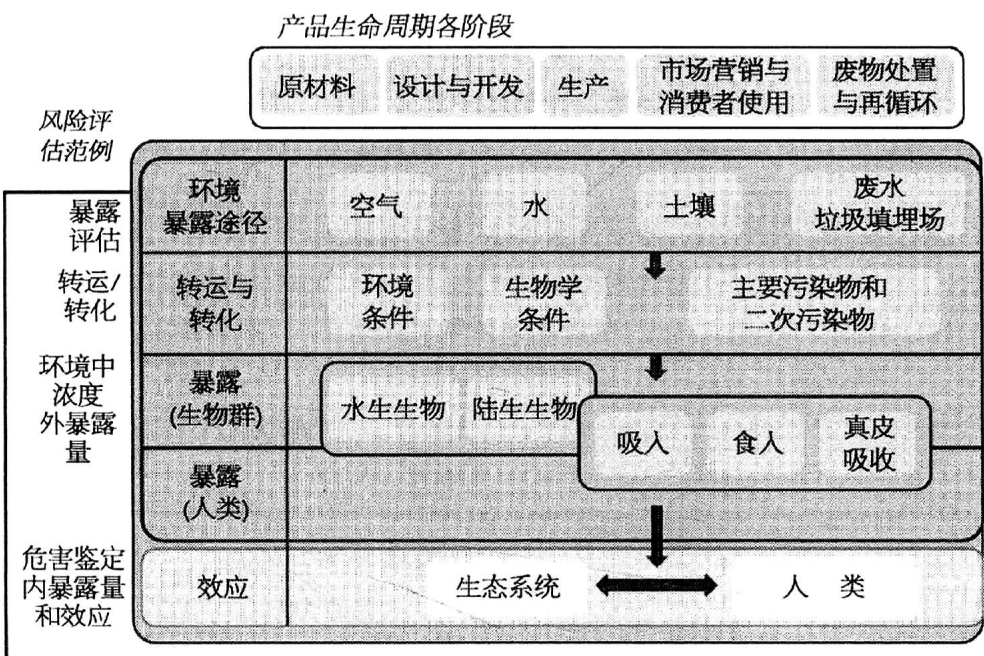 产品生命周期各阶段
原材料
设计与开发
生产
市场营销与
消费者使用
废物处置
与再循环
风险评
估范例
暴露
评估
环境
暴露途径
空气
水
土壤
废水
垃圾填埋场
转运/
转化
转运与
转化
环境
条件
生物学
条件
主要污染物和
二次污染物
环境中
浓度
外暴露
量
暴露
(生物群)
水生生物
陆生生物
吸入
食入
真皮
吸收
暴露
(人类)
危害鉴定
内暴露量
和效应
效应
生态系统
人 类